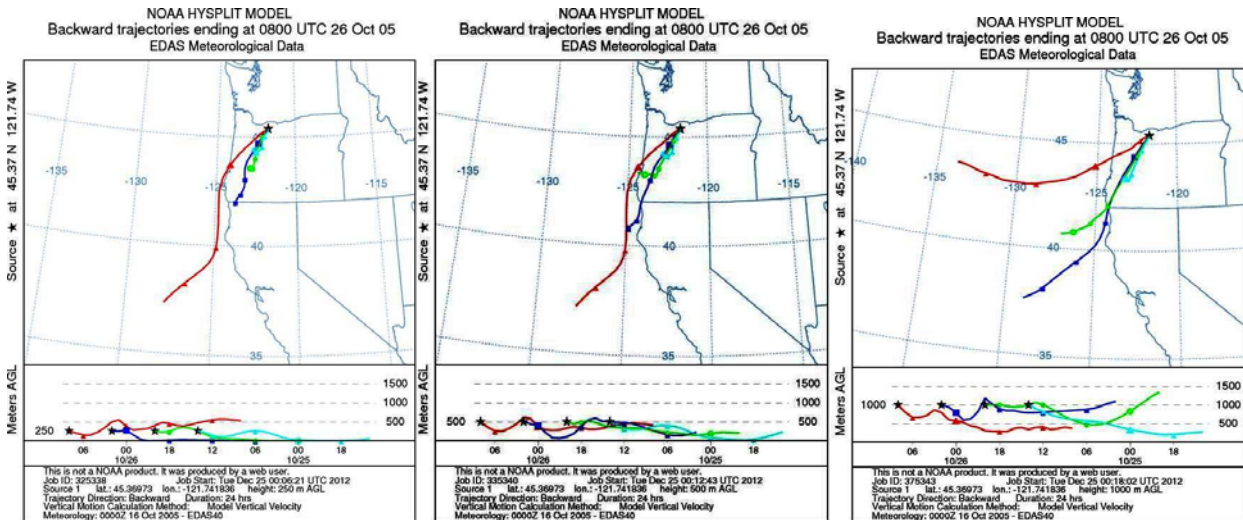 NOAA HYSPLIT MODEL
Backward trajectories ending at 0800 UTC 26 Oct 05
EDAS Meteorological Data
Source ★ at 45.37 N 121.74 W
-135
-130
-125
-120
-115
40
35
Meters AGL
1500
1000
500
250
06 00 18 12 06 00 18
10/26 10/25
This is not a NOAA product. It was produced by a web user.
Job ID: 325338 Job Start: Tue Dec 25 00:06:21 UTC 2012
Source 1 lat.: 45.36973 lon.: -121.741836 height: 250 m AGL
Trajectory Direction: Backward Duration: 24 hrs
Vertical Motion Calculation Method: Model Vertical Velocity
Meteorology: 0000Z 16 Oct 2005 - EDAS40
NOAA HYSPLIT MODEL
Backward trajectories ending at 0800 UTC 26 Oct 05
EDAS Meteorological Data
Source ★ at 45.37 N 121.74 W
-135
-130
-125
-120
-115
40
35
Meters AGL
1500
1000
500
500
06 00 18 12 06 00 18
10/26 10/25
This is not a NOAA product. It was produced by a web user.
Job ID: 335340 Job Start: Tue Dec 25 00:12:43 UTC 2012
Source 1 lat.: 45.36973 lon.: -121.741836 height: 500 m AGL
Trajectory Direction: Backward Duration: 24 hrs
Vertical Motion Calculation Method: Model Vertical Velocity
Meteorology: 0000Z 16 Oct 2005 - EDAS40
NOAA HYSPLIT MODEL
Backward trajectories ending at 0800 UTC 26 Oct 05
EDAS Meteorological Data
Source ★ at 45.37 N 121.74 W
-140
-135
-130
-125
-120
45
40
35
Meters AGL
1500
1000
500
1000
06 00 18 12 06 00 18
10/26 10/25
This is not a NOAA product. It was produced by a web user.
Job ID: 375343 Job Start: Tue Dec 25 00:18:02 UTC 2012
Source 1 lat.: 45.36973 lon.: -121.741836 height: 1000 m AGL
Trajectory Direction: Backward Duration: 24 hrs
Vertical Motion Calculation Method: Model Vertical Velocity
Meteorology: 0000Z 16 Oct 2005 - EDAS40